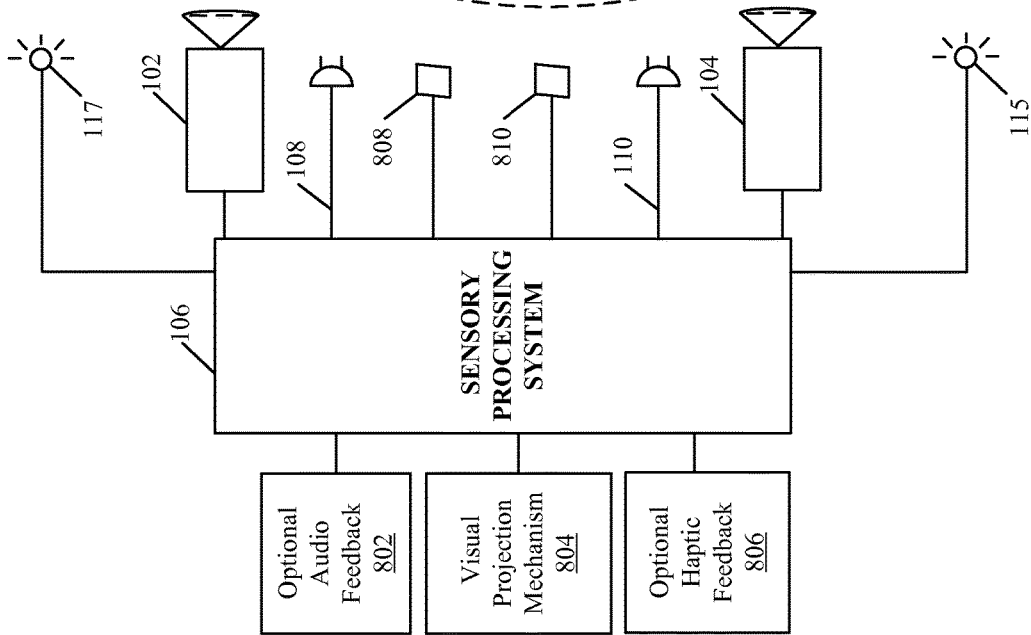 117
102
106
108
Optional
Audio
Feedback
802
808
SENSORY
PROCESSING
SYSTEM
Visual
Projection
Mechanism
804
810
110
Optional
Haptic
Feedback
806
104
115